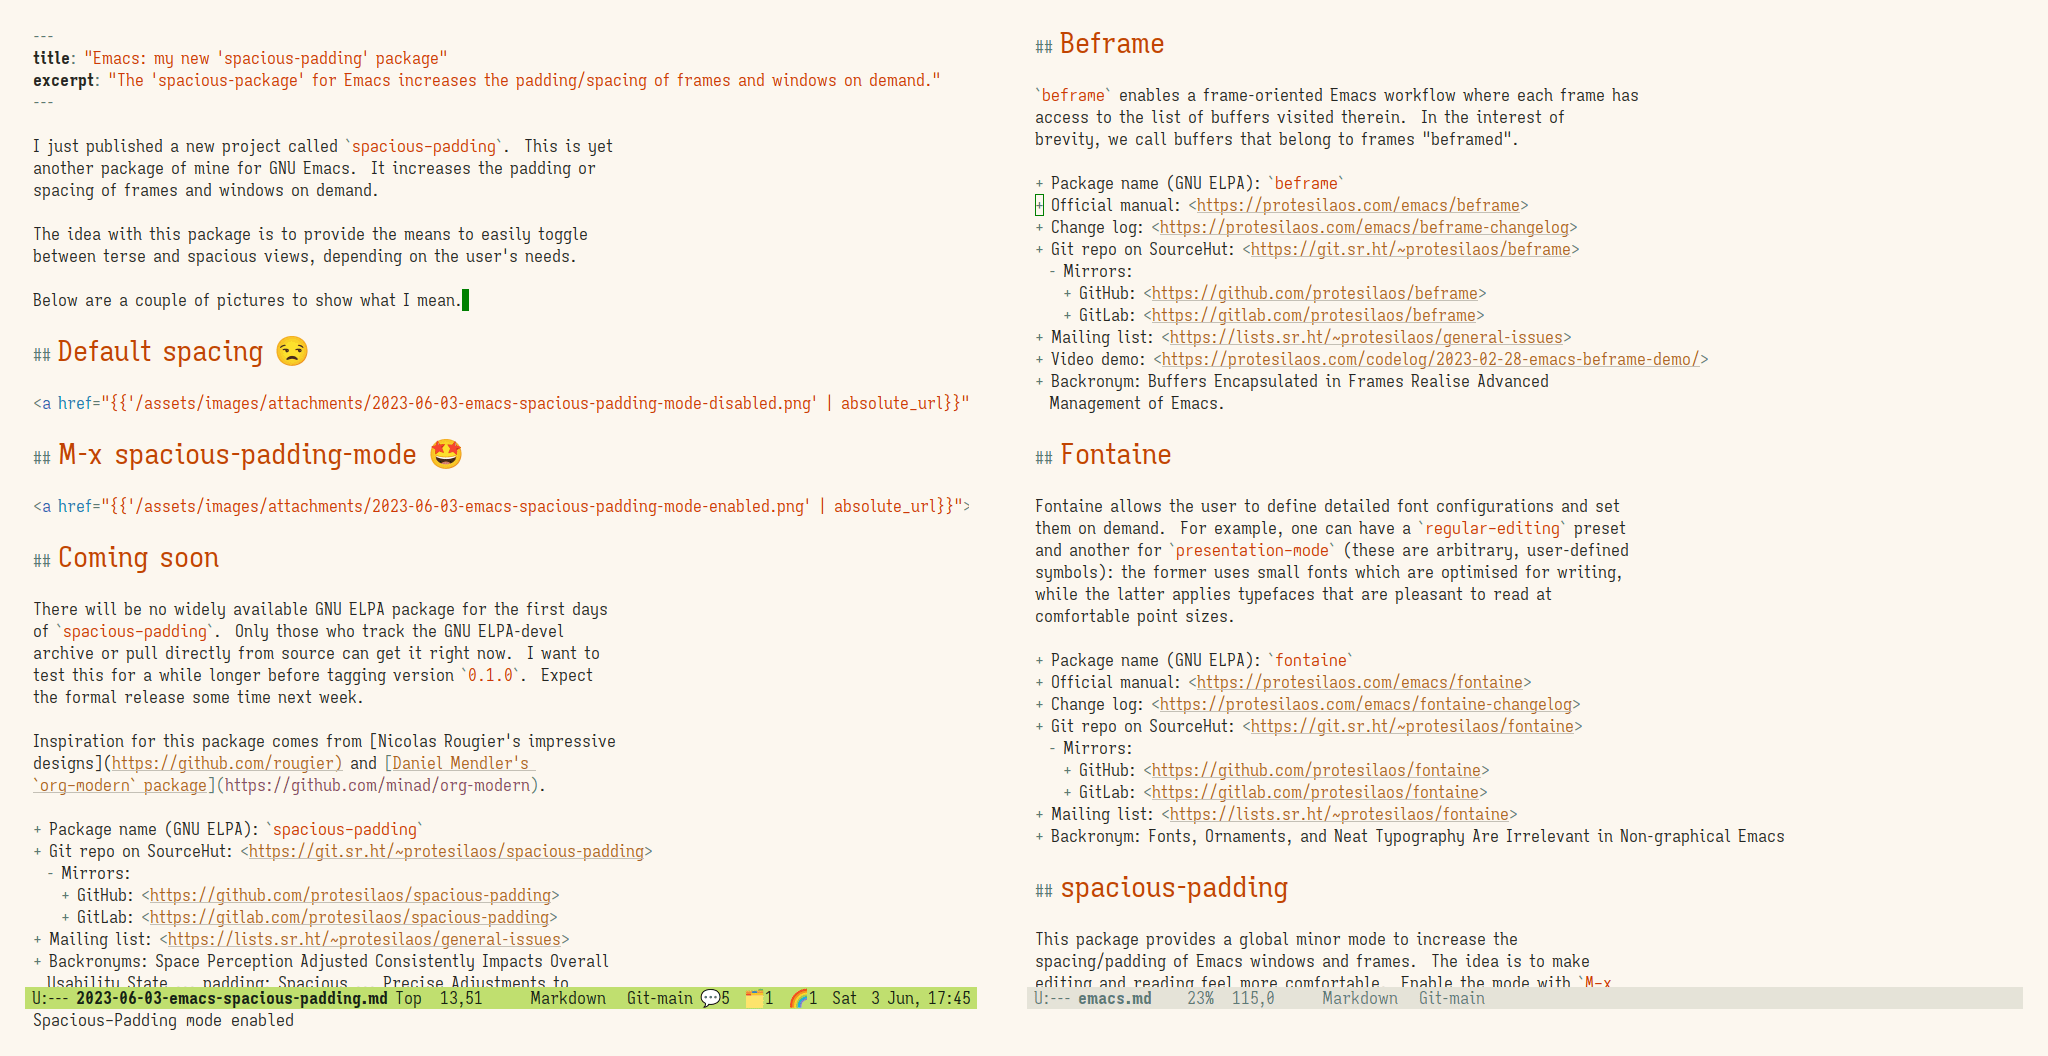 ---
title: "Emacs: my new 'spacious-padding' package"
excerpt: "The 'spacious-package' for Emacs increases the padding/spacing of frames and windows on demand."
---
I just published a new project called `spacious-padding`.  This is yet
another package of mine for GNU Emacs.  It increases the padding or
spacing of frames and windows on demand.
The idea with this package is to provide the means to easily toggle
between terse and spacious views, depending on the user's needs.
Below are a couple of pictures to show what I mean.
## Default spacing 😒
<a href="{{'/assets/images/attachments/2023-06-03-emacs-spacious-padding-mode-disabled.png' | absolute_url}}"
## M-x spacious-padding-mode 🤩
<a href="{{'/assets/images/attachments/2023-06-03-emacs-spacious-padding-mode-enabled.png' | absolute_url}}">
## Coming soon
There will be no widely available GNU ELPA package for the first days
of `spacious-padding`.  Only those who track the GNU ELPA-devel
archive or pull directly from source can get it right now.  I want to
test this for a while longer before tagging version `0.1.0`.  Expect
the formal release some time next week.
Inspiration for this package comes from [Nicolas Rougier's impressive
designs](https://github.com/rougier) and [Daniel Mendler's
`org-modern` package](https://github.com/minad/org-modern).
+ Package name (GNU ELPA): `spacious-padding`
+ Git repo on SourceHut: <https://git.sr.ht/~protesilaos/spacious-padding>
  - Mirrors:
    + GitHub: <https://github.com/protesilaos/spacious-padding>
    + GitLab: <https://gitlab.com/protesilaos/spacious-padding>
+ Mailing list: <https://lists.sr.ht/~protesilaos/general-issues>
+ Backronyms: Space Perception Adjusted Consistently Impacts Overall
  Usability State ... padding; Spacious ... Precise Adjustments to
U:--- 2023-06-03-emacs-spacious-padding.md Top 13,51 Markdown Git-main 💬5 🗂️1 🌈1 Sat 3 Jun, 17:45
Spacious-Padding mode enabled
## Beframe
`beframe` enables a frame-oriented Emacs workflow where each frame has
access to the list of buffers visited therein.  In the interest of
brevity, we call buffers that belong to frames "beframed".
+ Package name (GNU ELPA): `beframe`
+ Official manual: <https://protesilaos.com/emacs/beframe>
+ Change log: <https://protesilaos.com/emacs/beframe-changelog>
+ Git repo on SourceHut: <https://git.sr.ht/~protesilaos/beframe>
  - Mirrors:
    + GitHub: <https://github.com/protesilaos/beframe>
    + GitLab: <https://gitlab.com/protesilaos/beframe>
+ Mailing list: <https://lists.sr.ht/~protesilaos/general-issues>
+ Video demo: <https://protesilaos.com/codelog/2023-02-28-emacs-beframe-demo/>
+ Backronym: Buffers Encapsulated in Frames Realise Advanced
  Management of Emacs.
## Fontaine
Fontaine allows the user to define detailed font configurations and set
them on demand.  For example, one can have a `regular-editing` preset
and another for `presentation-mode` (these are arbitrary, user-defined
symbols): the former uses small fonts which are optimised for writing,
while the latter applies typefaces that are pleasant to read at
comfortable point sizes.
+ Package name (GNU ELPA): `fontaine`
+ Official manual: <https://protesilaos.com/emacs/fontaine>
+ Change log: <https://protesilaos.com/emacs/fontaine-changelog>
+ Git repo on SourceHut: <https://git.sr.ht/~protesilaos/fontaine>
  - Mirrors:
    + GitHub: <https://github.com/protesilaos/fontaine>
    + GitLab: <https://gitlab.com/protesilaos/fontaine>
+ Mailing list: <https://lists.sr.ht/~protesilaos/fontaine>
+ Backronym: Fonts, Ornaments, and Neat Typography Are Irrelevant in Non-graphical Emacs
## spacious-padding
This package provides a global minor mode to increase the
spacing/padding of Emacs windows and frames.  The idea is to make
editing and reading feel more comfortable.  Enable the mode with `M-x
U:--- emacs.md 23% 115,0 Markdown Git-main